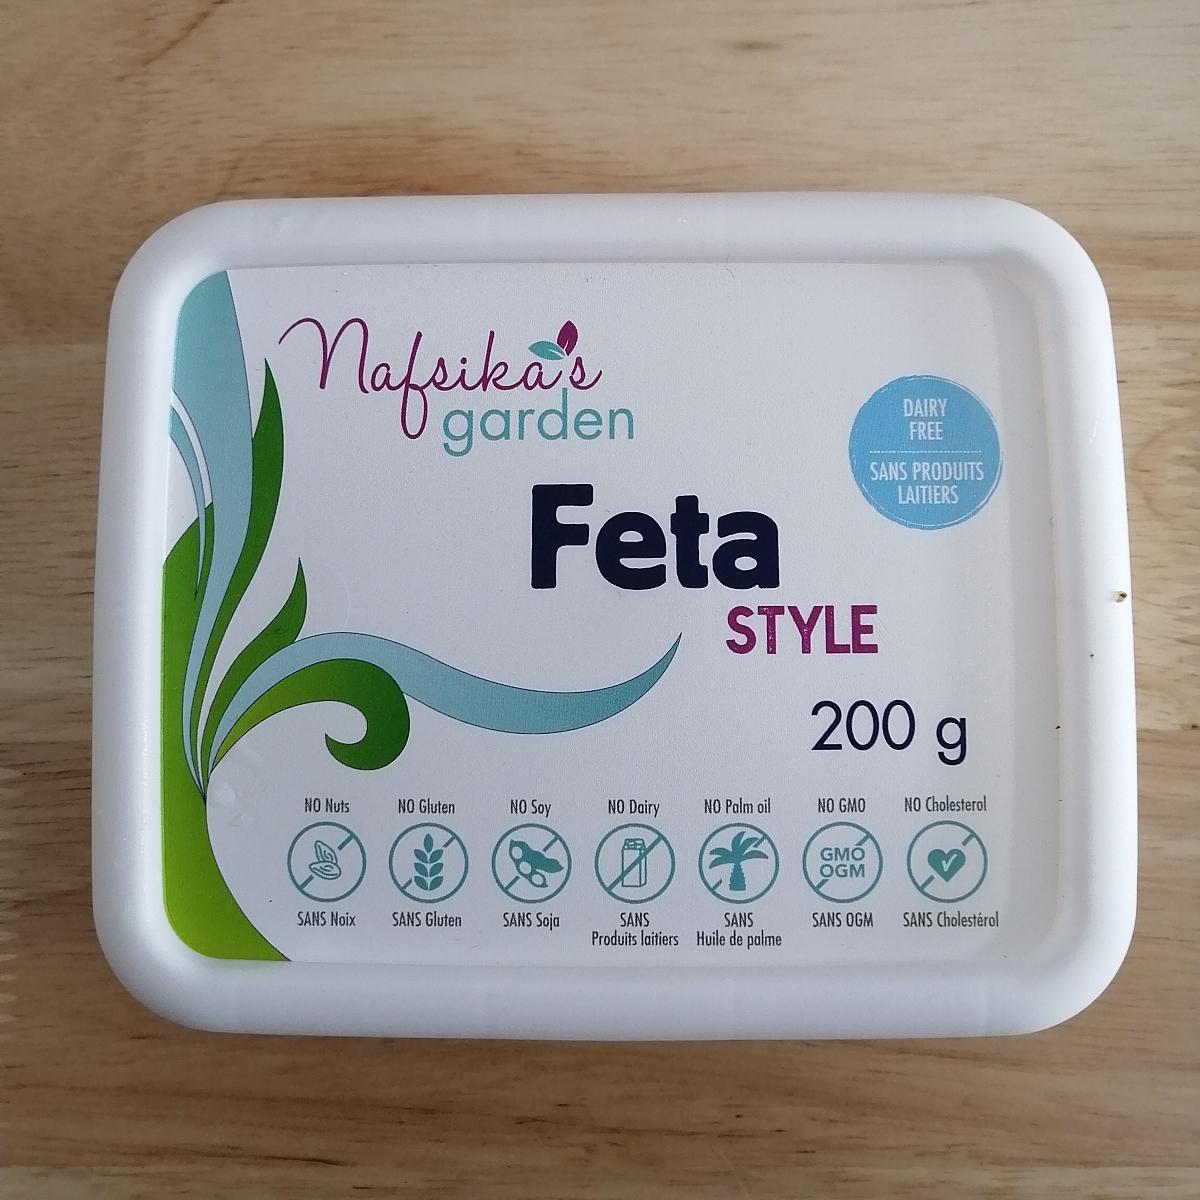 Nafsika's
garden
DAIRY
FREE
SANS PRODUITS
LAITIERS
Feta
STYLE
200 g
NO Nuts
NO Gluten
NO Soy
NO Dairy
NO Palm oil
NO GMO
NO Cholesterol
GMO
OGM
SANS Noix
SANS Gluten
SANS Soja
SANS
Produits laitiers
SANS
Huile de palme
SANS OGM
SANS Cholestérol